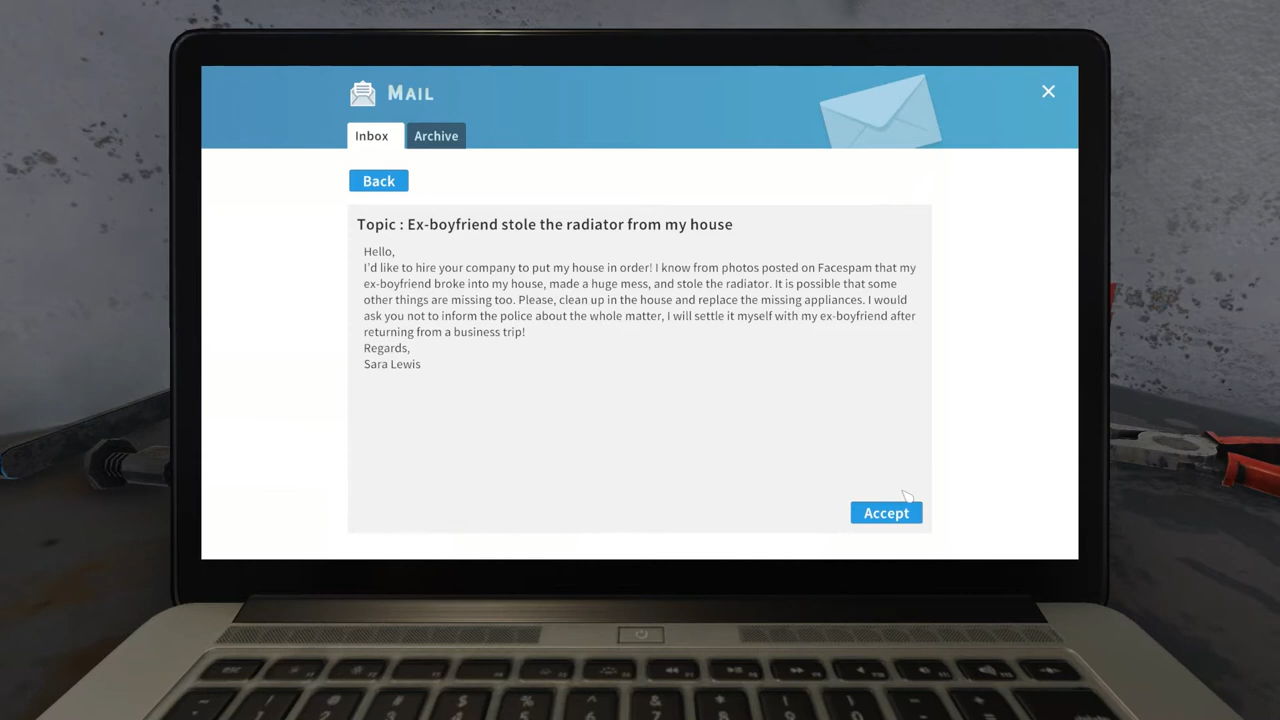 MAIL
Inbox Archive
Back
Topic : Ex-boyfriend stole the radiator from my house
Hello,
I'd like to hire your company to put my house in order! I know from photos posted on Facespam that my
ex-boyfriend broke into my house, made a huge mess, and stole the radiator. It is possible that some
other things are missing too. Please, clean up in the house and replace the missing appliances. I would
ask you not to inform the police about the whole matter, I will settle it myself with my ex-boyfriend after
returning from a business trip!
Regards,
Sara Lewis
Accept
esc
! @ # $ % ^ & *